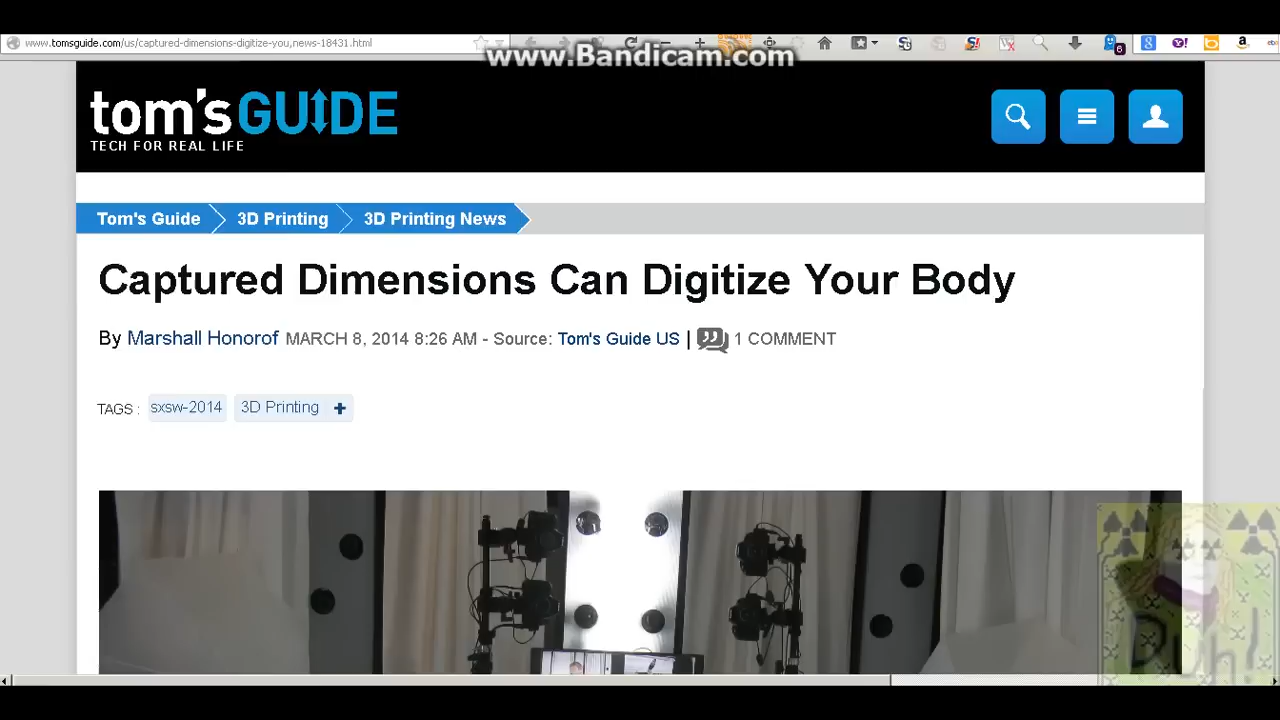 www.tomsguide.com/us/captured-dimensions-digitize-you,news-18431.html
www.Bandicam.com
6
tom's GUIDE
TECH FOR REAL LIFE
Tom's Guide 3D Printing 3D Printing News
Captured Dimensions Can Digitize Your Body
By Marshall Honorof MARCH 8, 2014 8:26 AM - Source: Tom's Guide US | 1 COMMENT
TAGS : sxsw-2014 3D Printing +